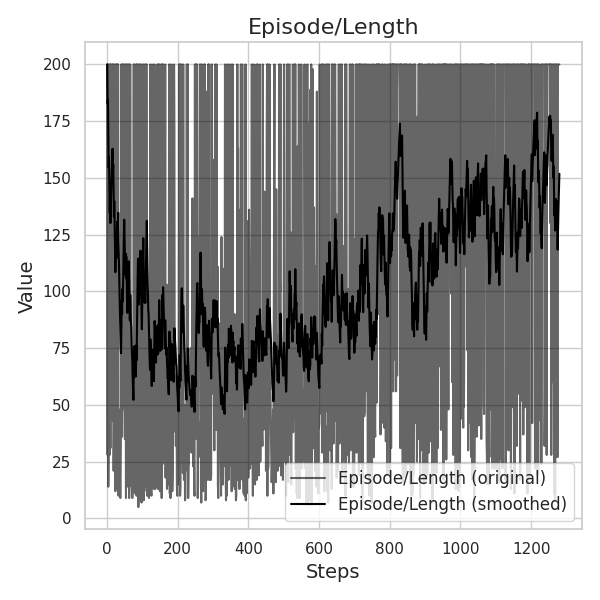 Episode/Length
200
175
150
125
100
75
50
25
0
Value
0 200 400 600 800 1000 1200
Steps
Episode/Length (original)
Episode/Length (smoothed)